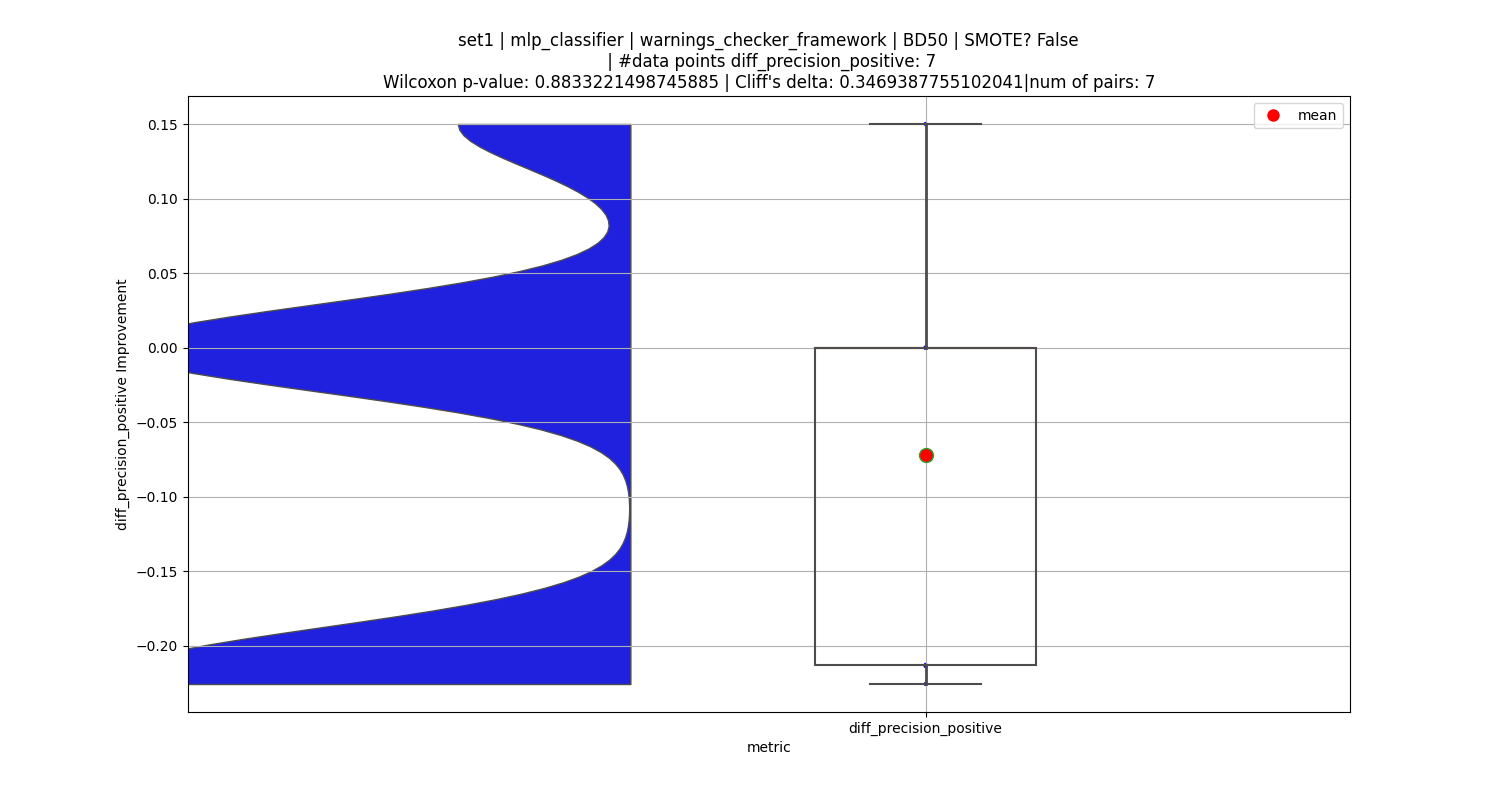 set1 | mlp_classifier | warnings_checker_framework | BD50 | SMOTE? False
| #data points diff_precision_positive: 7
Wilcoxon p-value: 0.8833221498745885 | Cliff's delta: 0.3469387755102041|num of pairs: 7
mean
0.15
0.10
0.05
0.00
−0.05
−0.10
−0.15
−0.20
diff_precision_positive Improvement
diff_precision_positive
metric